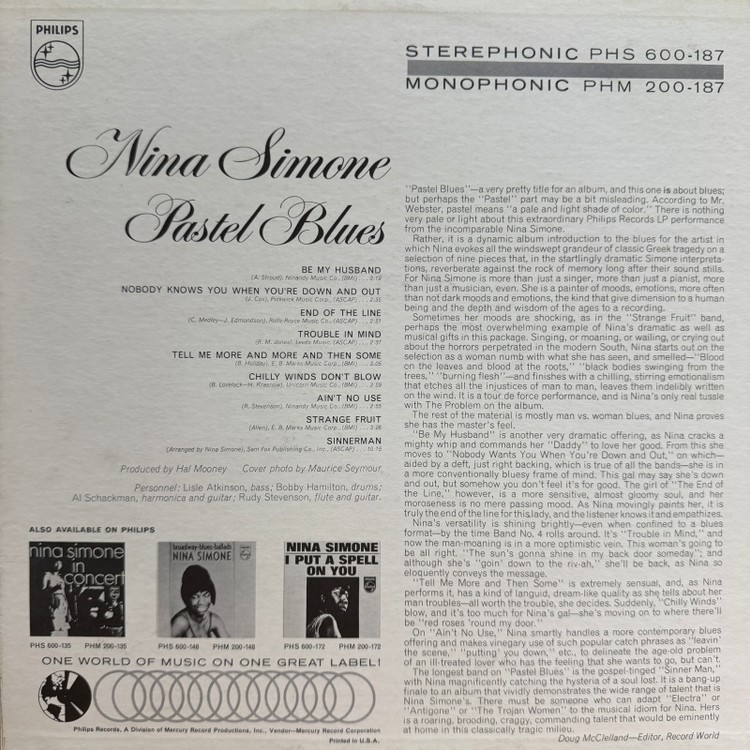 PHILIPS
STEREPHONIC PHS 600-187
MONOPHONIC PHM 200-187
Nina Simone
Pastel Blues
BE MY HUSBAND
(A. Stroud), Ninandy Music Co., (BMI) . . 3:19
NOBODY KNOWS YOU WHEN YOU'RE DOWN AND OUT
(J. Cox), Pickwick Music Corp., (ASCAP) . . 2:35
END OF THE LINE
TROUBLE IN MIND
TELL ME MORE AND MORE AND THEN SOME
CHILLY WINDS DON'T BLOW
AIN'T NO USE
(R. Stevenson), Ninandy Music Co., (BMI) . . 2:35
STRANGE FRUIT
(Allen), E. B. Marks Music Corp., (BMI) . . 3:26
SINNERMAN
(Arranged by Nina Simone), Sam Fox Publishing Co., Inc., (ASCAP) . . . 10:15
Produced by Hal Mooney Cover photo by Maurice Seymour
Personnel: Lisle Atkinson, bass; Bobby Hamilton, drums;
Al Schackman, harmonica and guitar; Rudy Stevenson, flute and guitar.
"Pastel Blues"—a very pretty title for an album, and this one is about blues;
but perhaps the "Pastel" part may be a bit misleading. According to Mr.
Webster, pastel means "a pale and light shade of color." There is nothing
very pale or light about this extraordinary Philips Records LP performance
from the incomparable Nina Simone.
Rather, it is a dynamic album introduction to the blues for the artist in
which Nina evokes all the windswept grandeur of classic Greek tragedy on a
selection of nine pieces that, in the startlingly dramatic Simone interpreta-
tions, reverberate against the rock of memory long after their sound stills.
For Nina Simone is more than just a singer, more than just a pianist, more
than just a musician, even. She is a painter of moods, emotions, more often
than not dark moods and emotions, the kind that give dimension to a human
being and the depth and wisdom of the ages to a recording.
Sometimes her moods are shocking, as in the "Strange Fruit" band,
perhaps the most overwhelming example of Nina's dramatic as well as
musical gifts in this package. Singing, or moaning, or wailing, or crying out
about the horrors perpetrated in the modern South, Nina starts out on the
selection as a woman numb with what she has seen, and smelled—"Blood
on the leaves and blood at the roots," "black bodies swinging from the
trees," "burning flesh"—and finishes with a chilling, stirring emotionalism
that etches all the injustices of man to man, leaves them indelibly written
on the wind. It is a tour de force performance, and is Nina's only real tussle
with The Problem on the album.
The rest of the material is mostly man vs. woman blues, and Nina proves
she has the master's feel.
"Be My Husband" is another very dramatic offering, as Nina cracks a
mighty whip and commands her "Daddy" to love her good. From this she
moves to "Nobody Wants You When You're Down and Out," on which—
aided by a deft, just right backing, which is true of all the bands—she is in
a more conventionally bluesy frame of mind. This gal may say she's down
and out, but somehow you don't feel it's for good. The girl of "The End of
the Line," however, is a more sensitive, almost gloomy soul, and her
moroseness is no mere passing mood. As Nina movingly paints her, it is
truly the end of the line for this lady, and the listener knows it and empathizes.
Nina's versatility is shining brightly—even when confined to a blues
format—by the time Band No. 4 rolls around. It's "Trouble in Mind," and
now the man-moaning is in a more optimistic vein. This woman's going to
be all right. "The sun's gonna shine in my back door someday"; and
although she's "goin' down to the riv-ah," she'll be back, as Nina so
eloquently conveys the message.
"Tell Me More and Then Some" is extremely sensual, and, as Nina
performs it, has a kind of languid, dream-like quality as she tells about her
man troubles—all worth the trouble, she decides. Suddenly, "Chilly Winds"
blow, and it's too much for Nina's gal—she's moving on to where there'll
be "red roses 'round my door."
On "Ain't No Use," Nina smartly handles a more contemporary blues
offering and makes vinegary use of such popular catch phrases as "leavin'
the scene," "putting' you down," etc., to delineate the age-old problem
of an ill-treated lover who has the feeling that she wants to go, but can't.
The longest band on "Pastel Blues" is the gospel-tinged "Sinner Man,"
with Nina magnificently catching the hysteria of a soul lost. It is a bang-up
finale to an album that vividly demonstrates the wide range of talent that is
Nina Simone's. There must be someone who can adapt "Electra" or
"Antigone" or "The Trojan Women" to the musical idiom for Nina. Hers
is a roaring, brooding, craggy, commanding talent that would be eminently
at home in this classically tragic milieu.
Doug McClelland—Editor, Record World
ALSO AVAILABLE ON PHILIPS
nina simone
in
concert
broadway-blues-ballads
NINA SIMONE
NINA SIMONE
I PUT A SPELL
ON YOU
PHS 600-135 PHM 200-135
PHS 600-148 PHM 200-148
PHS 600-172 PHM 200-172
ONE WORLD OF MUSIC ON ONE GREAT LABEL!
Philips Records, A Division of Mercury Record Productions, Inc., Vendor—Mercury Record Corporation
Printed in U.S.A.